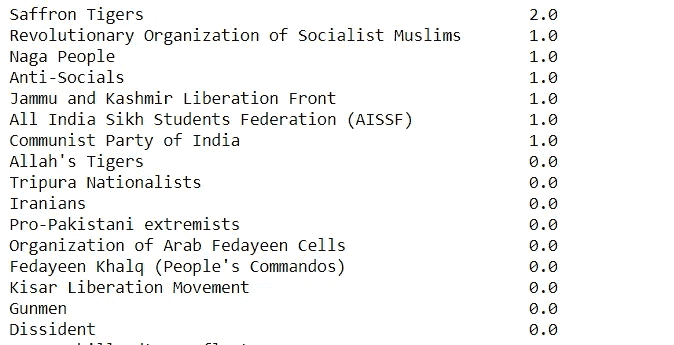 Saffron Tigers 2.0
Revolutionary Organization of Socialist Muslims 1.0
Naga People 1.0
Anti-Socials 1.0
Jammu and Kashmir Liberation Front 1.0
All India Sikh Students Federation (AISSF) 1.0
Communist Party of India 1.0
Allah's Tigers 0.0
Tripura Nationalists 0.0
Iranians 0.0
Pro-Pakistani extremists 0.0
Organization of Arab Fedayeen Cells 0.0
Fedayeen Khalq (People's Commandos) 0.0
Kisar Liberation Movement 0.0
Gunmen 0.0
Dissident 0.0